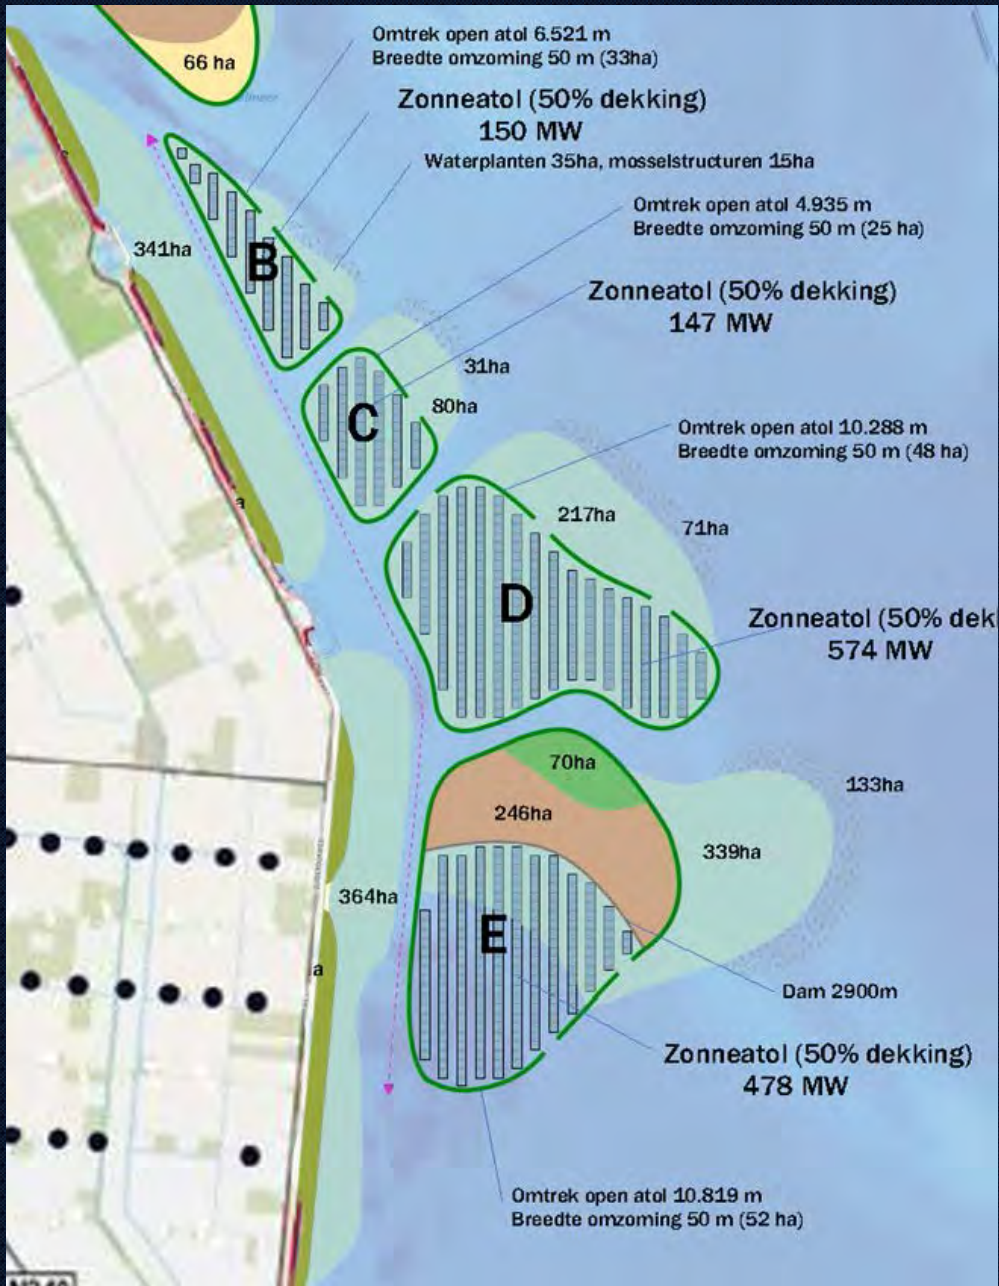 66 ha
Omtrek open atol 6.521 m
Breedte omzoming 50 m (33ha)
Zonneatol (50% dekking)
150 MW
Waterplanten 35ha, mosselstructuren 15ha
Omtrek open atol 4.935 m
Breedte omzoming 50 m (25 ha)
341ha
B
Zonneatol (50% dekking)
147 MW
31ha
80ha
C
Omtrek open atol 10.288 m
Breedte omzoming 50 m (48 ha)
a
217ha
71ha
D
Zonneatol (50% dek
574 MW
70ha
133ha
246ha
339ha
364ha
E
a
Dam 2900m
Zonneatol (50% dekking)
478 MW
Omtrek open atol 10.819 m
Breedte omzoming 50 m (52 ha)